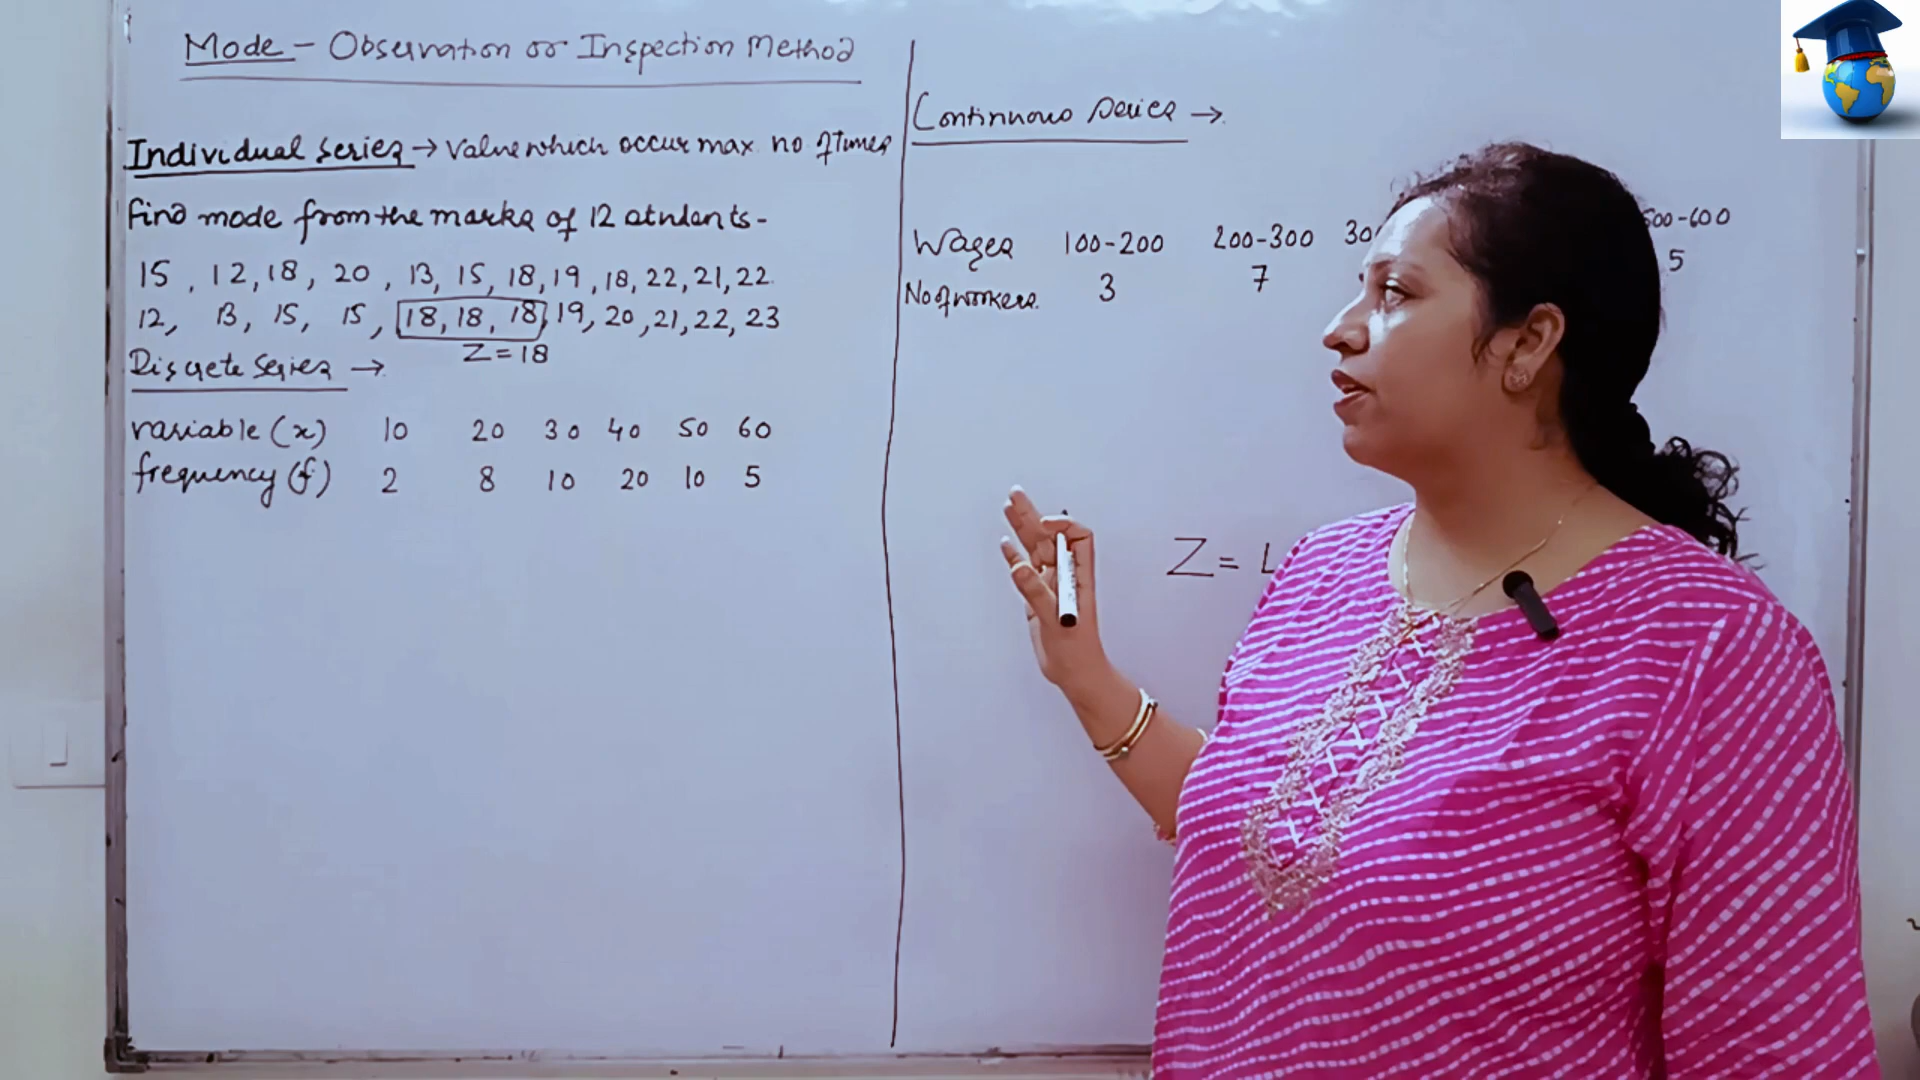 Mode - Observation or Inspection Method
Individual series → Value which occur max. no of Times
Find mode from the marks of 12 students -
15, 12, 18, 20, 13, 15, 18, 19, 18, 22, 21, 22
12, 13, 15, 15, 18, 18, 18, 19, 20, 21, 22, 23
Z = 18
Discrete series →
variable (x) 10 20 30 40 50 60
frequency (f) 2 8 10 20 10 5
Continuous series →
Wages 100-200 200-300 500-600
No of workers 3 7 5
Z = L